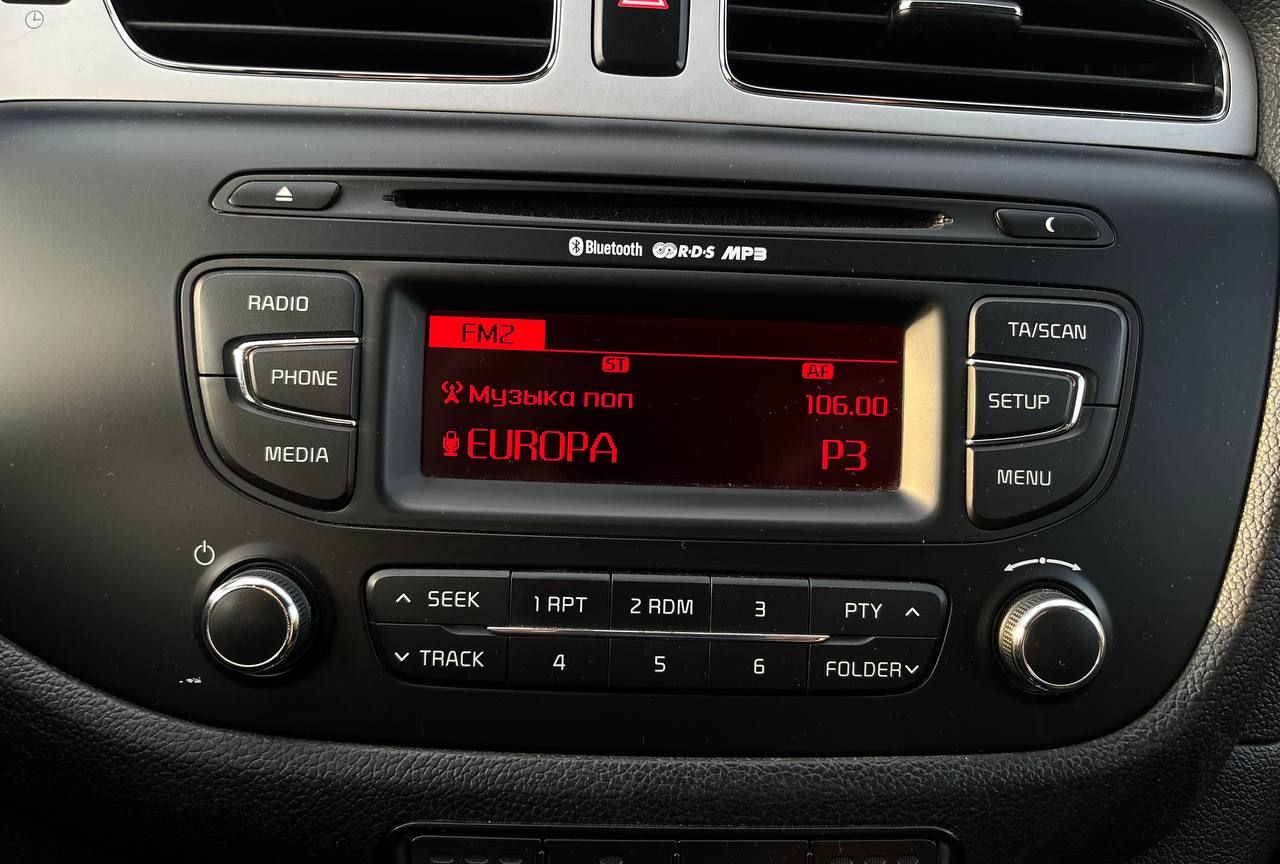 Bluetooth R·D·S MP3
RADIO
PHONE
MEDIA
FM2
ST AF
Музыка поп 106.00
EUROPA P3
TA/SCAN
SETUP
MENU
SEEK 1 RPT 2 RDM 3 PTY
TRACK 4 5 6 FOLDER